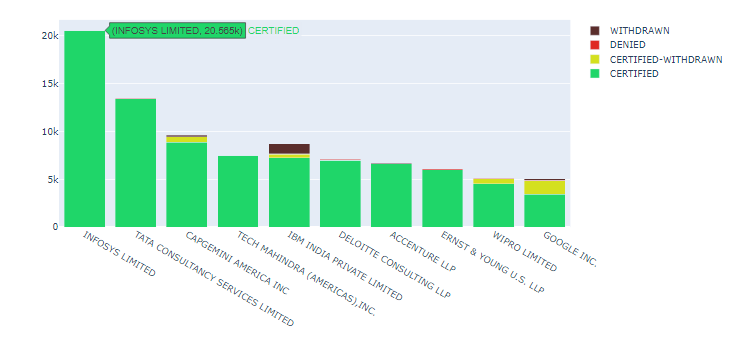 (INFOSYS LIMITED, 20.565k) CERTIFIED
20k
15k
10k
5k
0
INFOSYS LIMITED
TATA CONSULTANCY SERVICES LIMITED
CAPGEMINI AMERICA INC
TECH MAHINDRA (AMERICAS),INC.
IBM INDIA PRIVATE LIMITED
DELOITTE CONSULTING LLP
ACCENTURE LLP
ERNST & YOUNG U.S. LLP
WIPRO LIMITED
GOOGLE INC.
WITHDRAWN
DENIED
CERTIFIED-WITHDRAWN
CERTIFIED